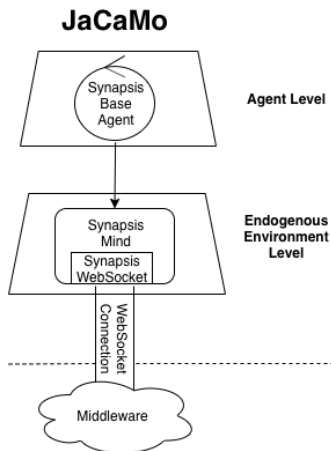 JaCaMo
Synapsis
Base
Agent
Agent Level
Synapsis
Mind
Synapsis
WebSocket
Endogenous
Environment
Level
WebSocket
Connection
Middleware